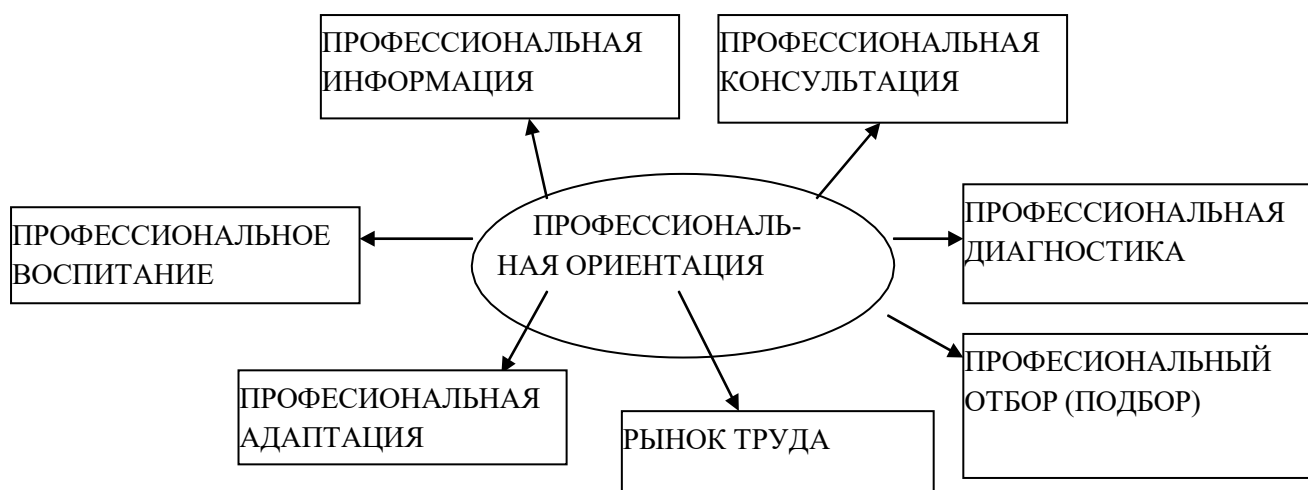 ПРОФЕССИОНАЛЬНАЯ
ИНФОРМАЦИЯ
ПРОФЕССИОНАЛЬНАЯ
КОНСУЛЬТАЦИЯ
ПРОФЕССИОНАЛЬНОЕ
ВОСПИТАНИЕ
ПРОФЕССИОНАЛЬ-
НАЯ ОРИЕНТАЦИЯ
ПРОФЕССИОНАЛЬНАЯ
ДИАГНОСТИКА
ПРОФЕСИОНАЛЬНАЯ
АДАПТАЦИЯ
РЫНОК ТРУДА
ПРОФЕСИОНАЛЬНЫЙ
ОТБОР (ПОДБОР)